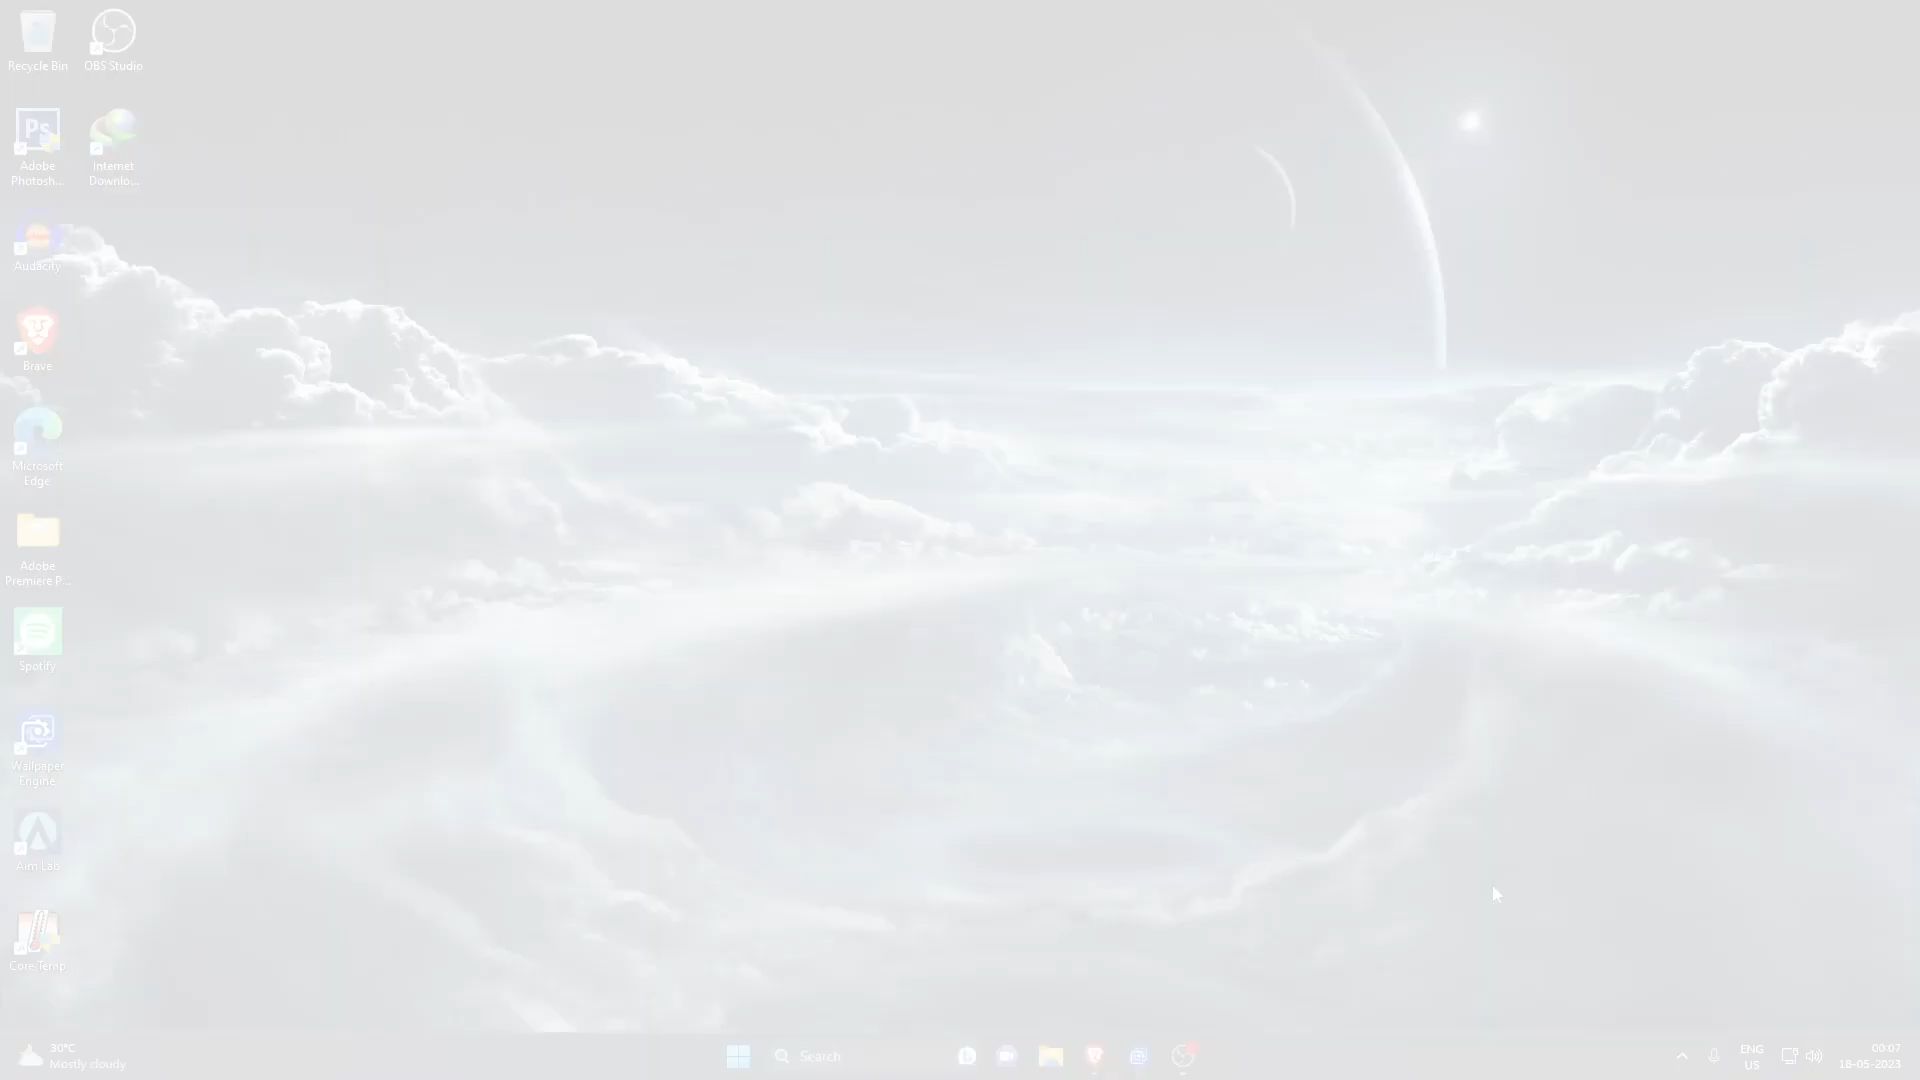 Recycle Bin
OBS Studio
Ps
Adobe
Photosh...
Internet
Downlo...
Audacity
Brave
Microsoft
Edge
Adobe
Premiere P...
Spotify
Wallpaper
Engine
Aim Lab
Core Temp
30°C
Mostly cloudy
Search
ENG
US
00:07
18-05-2023